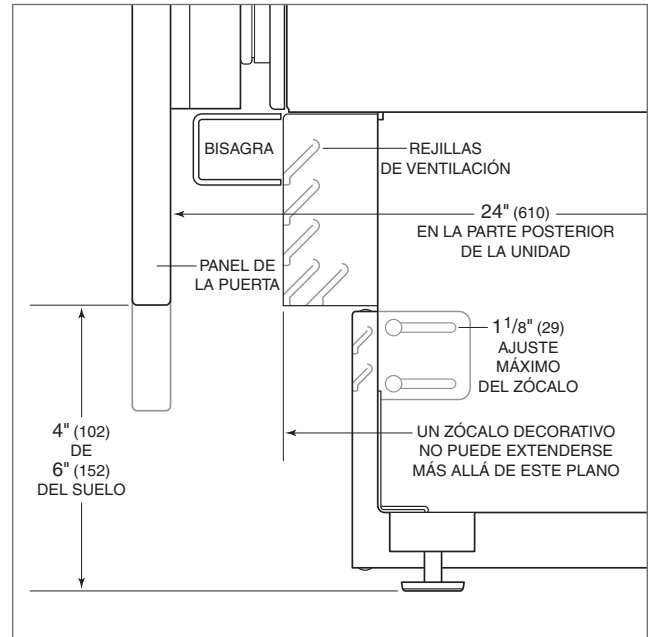 BISAGRA
REJILLAS
DE VENTILACIÓN
24" (610)
EN LA PARTE POSTERIOR
DE LA UNIDAD
PANEL DE
LA PUERTA
1 1/8" (29)
AJUSTE
MÁXIMO
DEL ZÓCALO
4" (102)
DE
6" (152)
DEL SUELO
UN ZÓCALO DECORATIVO
NO PUEDE EXTENDERSE
MÁS ALLÁ DE ESTE PLANO